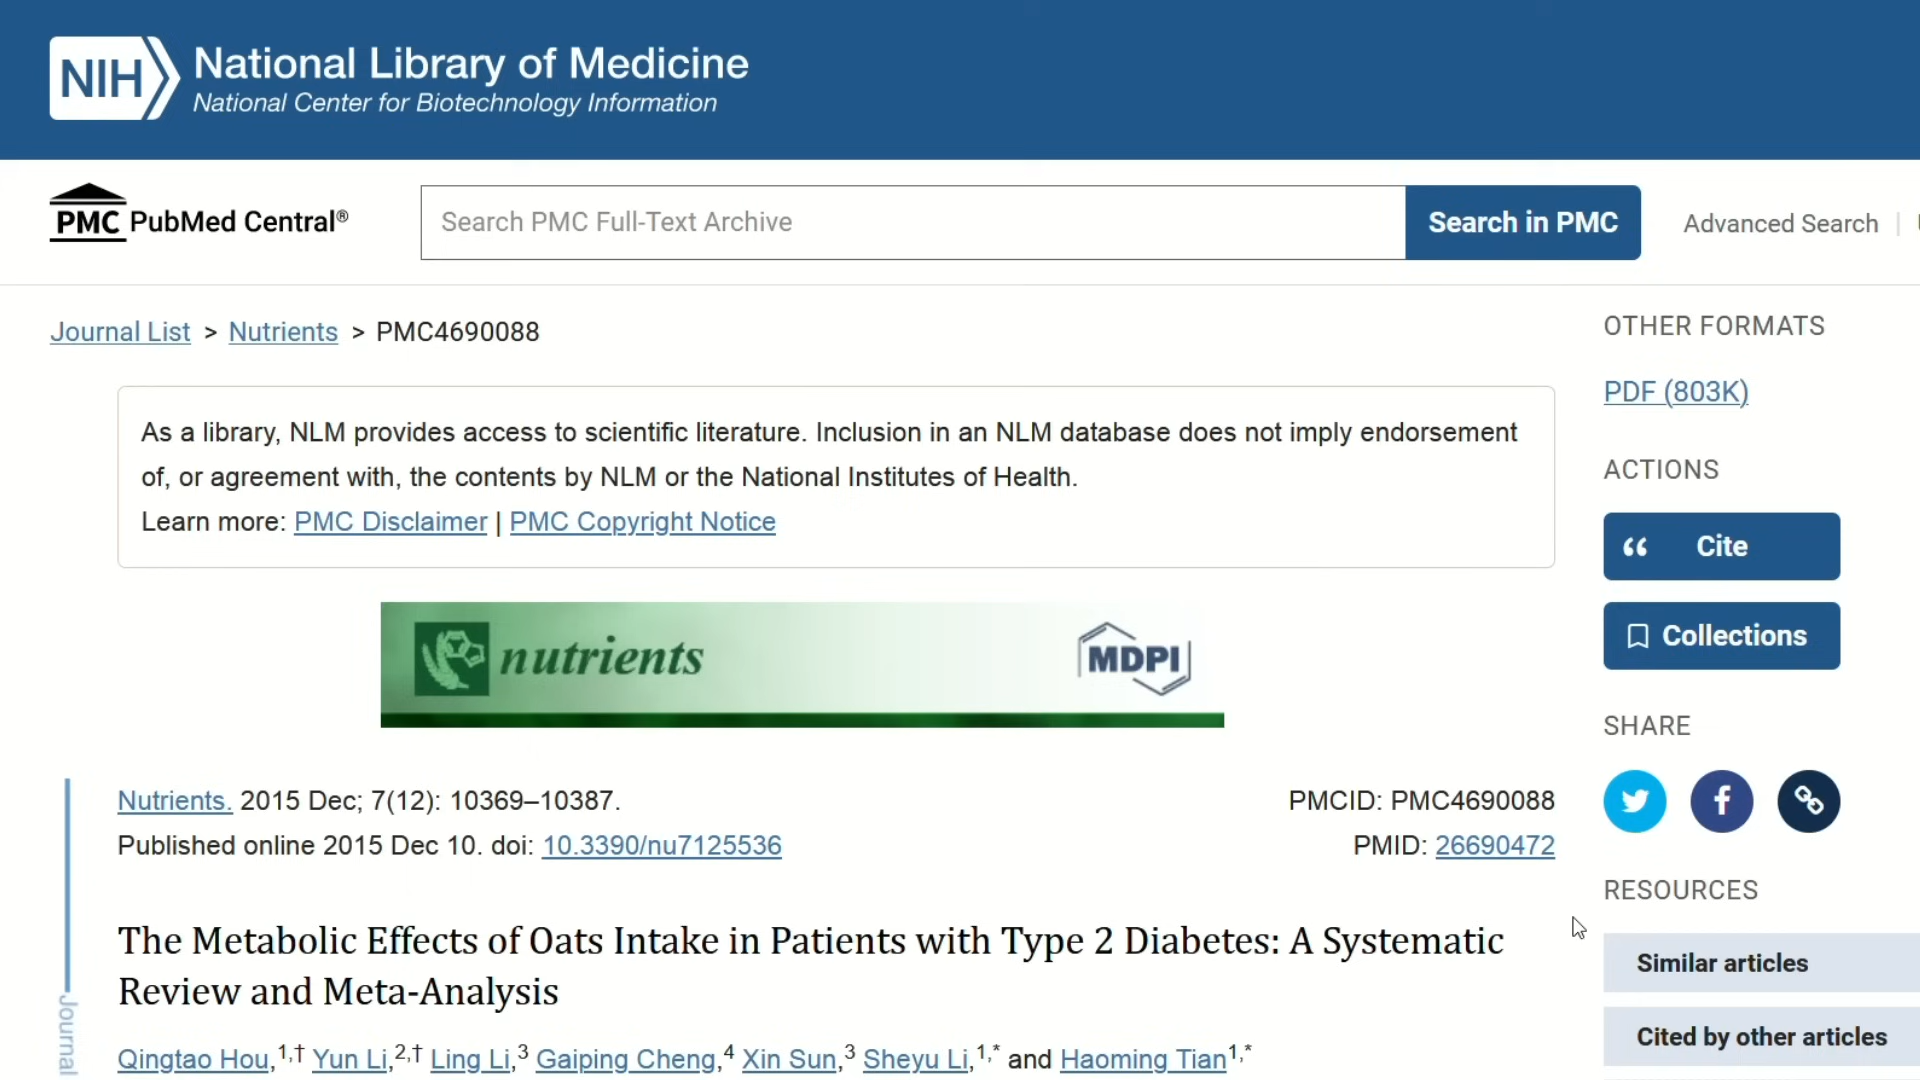 NIH
National Library of Medicine
National Center for Biotechnology Information
PMC PubMed Central®
Search PMC Full-Text Archive
Search in PMC
Advanced Search
Journal List > Nutrients > PMC4690088
As a library, NLM provides access to scientific literature. Inclusion in an NLM database does not imply endorsement
of, or agreement with, the contents by NLM or the National Institutes of Health.
Learn more: PMC Disclaimer | PMC Copyright Notice
nutrients
MDPI
Nutrients. 2015 Dec; 7(12): 10369–10387.
Published online 2015 Dec 10. doi: 10.3390/nu7125536
PMCID: PMC4690088
PMID: 26690472
The Metabolic Effects of Oats Intake in Patients with Type 2 Diabetes: A Systematic
Review and Meta-Analysis
Qingtao Hou,1,† Yun Li,2,† Ling Li,3 Gaiping Cheng,4 Xin Sun,3 Sheyu Li,1,* and Haoming Tian1,*
Journal
OTHER FORMATS
PDF (803K)
ACTIONS
Cite
Collections
SHARE
RESOURCES
Similar articles
Cited by other articles